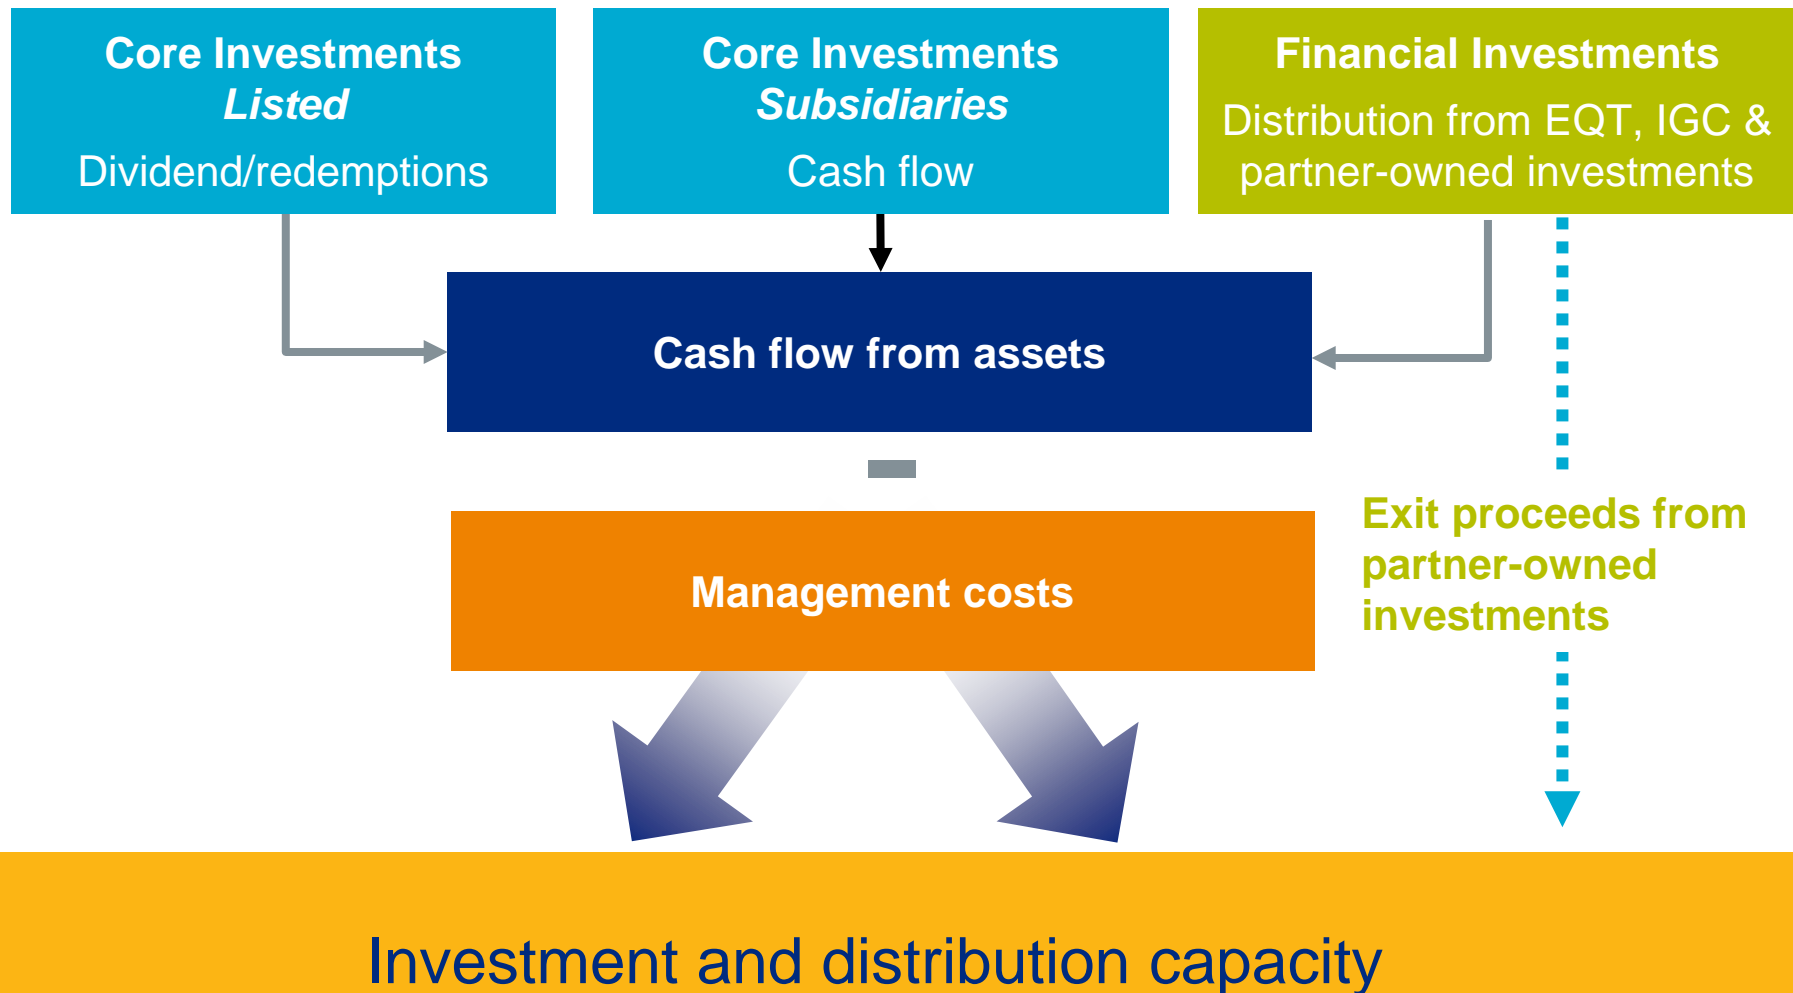 Core Investments
Listed
Dividend/redemptions
Core Investments
Subsidiaries
Cash flow
Financial Investments
Distribution from EQT, IGC &
partner-owned investments
Cash flow from assets
Management costs
Exit proceeds from
partner-owned
investments
Investment and distribution capacity